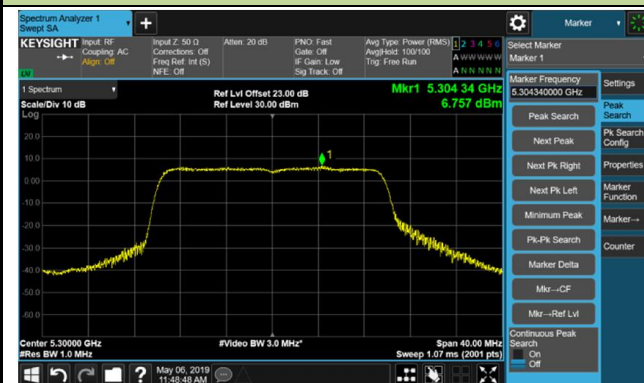 Spectrum Analyzer 1
Swept SA
+
Marker
KEYSIGHT
Input: RF
Coupling: AC
Align: Off
Input Z: 50 Ω
Corrections: Off
Freq Ref: Int (S)
NFE: Off
Atten: 20 dB
PNO: Fast
Gate: Off
IF Gain: Low
Sig Track: Off
Avg Type: Power (RMS)
Avg|Hold: 100/100
Trig: Free Run
1 2 3 4 5 6
A W W W W W
A N N N N N
Select Marker
Marker 1
1 Spectrum
Scale/Div 10 dB
Log
Ref Lvl Offset 23.00 dB
Ref Level 30.00 dBm
Mkr1 5.304 34 GHz
6.757 dBm
20.0
10.0
0.00
-10.0
-20.0
-30.0
-40.0
-50.0
-60.0
1
Center 5.30000 GHz
#Res BW 1.0 MHz
#Video BW 3.0 MHz*
Span 40.00 MHz
Sweep 1.07 ms (2001 pts)
Marker Frequency
5.304340000 GHz
Peak Search
Next Peak
Next Pk Right
Next Pk Left
Minimum Peak
Pk-Pk Search
Marker Delta
Mkr→CF
Mkr→Ref Lvl
Continuous Peak
Search
On
Off
Settings
Peak
Search
Pk Search
Config
Properties
Marker
Function
Marker→
Counter
?
May 06, 2019
11:48:48 AM